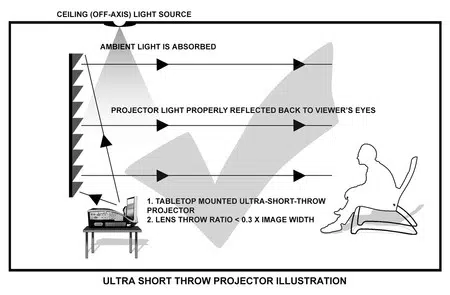 CEILING (OFF-AXIS) LIGHT SOURCE
AMBIENT LIGHT IS ABSORBED
PROJECTOR LIGHT PROPERLY REFLECTED BACK TO VIEWER'S EYES
1. TABLETOP MOUNTED ULTRA-SHORT-THROW
PROJECTOR
2. LENS THROW RATIO < 0.3 X IMAGE WIDTH
ULTRA SHORT THROW PROJECTOR ILLUSTRATION